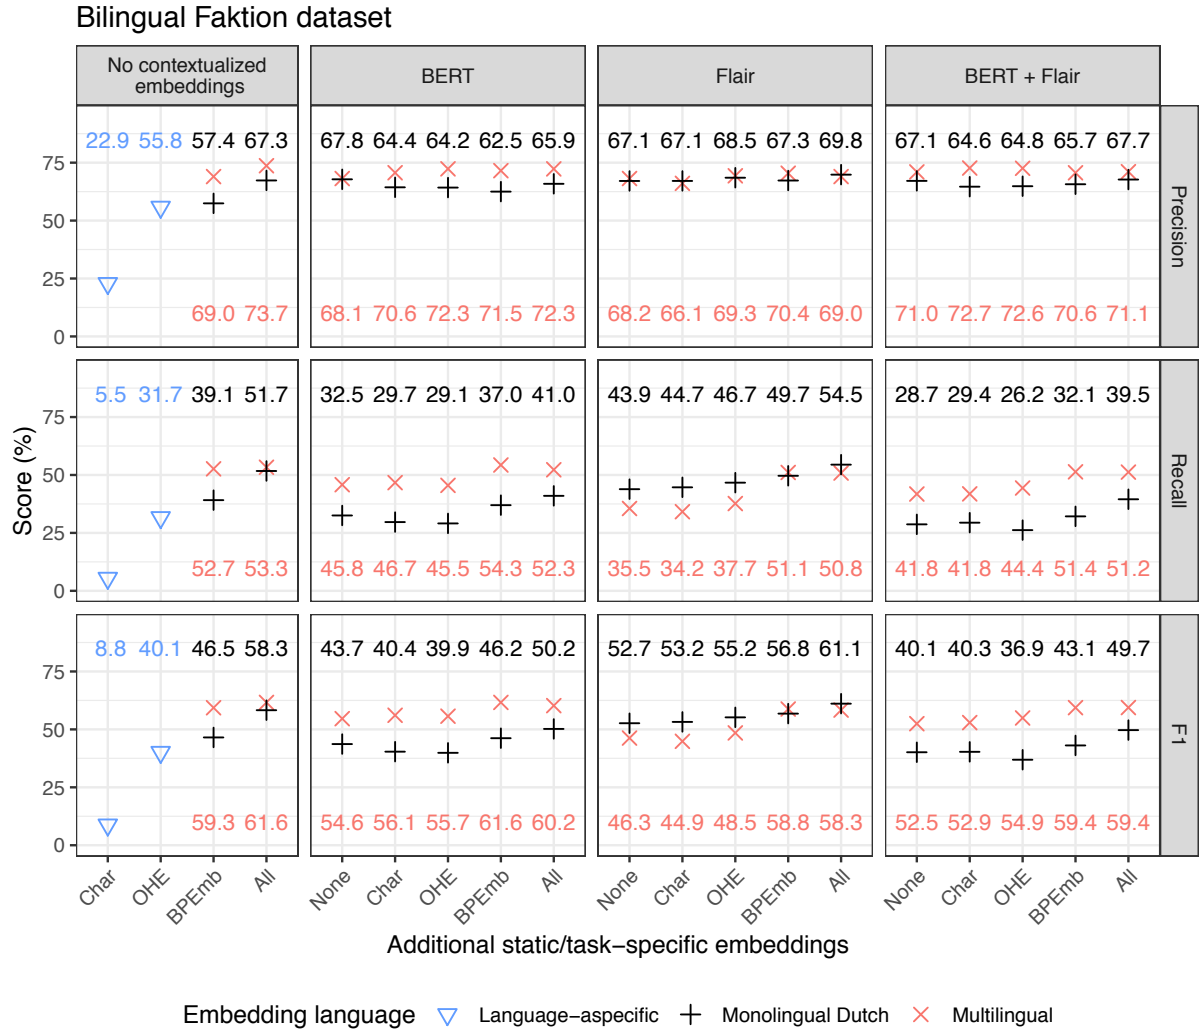 Bilingual Faktion dataset
No contextualized
embeddings
BERT
Flair
BERT + Flair
22.9 55.8 57.4 67.3
67.8 64.4 64.2 62.5 65.9
67.1 67.1 68.5 67.3 69.8
67.1 64.6 64.8 65.7 67.7
75
50
25
0
69.0 73.7
68.1 70.6 72.3 71.5 72.3
68.2 66.1 69.3 70.4 69.0
71.0 72.7 72.6 70.6 71.1
Precision
5.5 31.7 39.1 51.7
32.5 29.7 29.1 37.0 41.0
43.9 44.7 46.7 49.7 54.5
28.7 29.4 26.2 32.1 39.5
75
50
25
0
52.7 53.3
45.8 46.7 45.5 54.3 52.3
35.5 34.2 37.7 51.1 50.8
41.8 41.8 44.4 51.4 51.2
Recall
Score (%)
8.8 40.1 46.5 58.3
43.7 40.4 39.9 46.2 50.2
52.7 53.2 55.2 56.8 61.1
40.1 40.3 36.9 43.1 49.7
75
50
25
0
59.3 61.6
54.6 56.1 55.7 61.6 60.2
46.3 44.9 48.5 58.8 58.3
52.5 52.9 54.9 59.4 59.4
F1
Char OHE BPEmb All
None Char OHE BPEmb All
None Char OHE BPEmb All
None Char OHE BPEmb All
Additional static/task−specific embeddings
Embedding language Language−aspecific Monolingual Dutch Multilingual